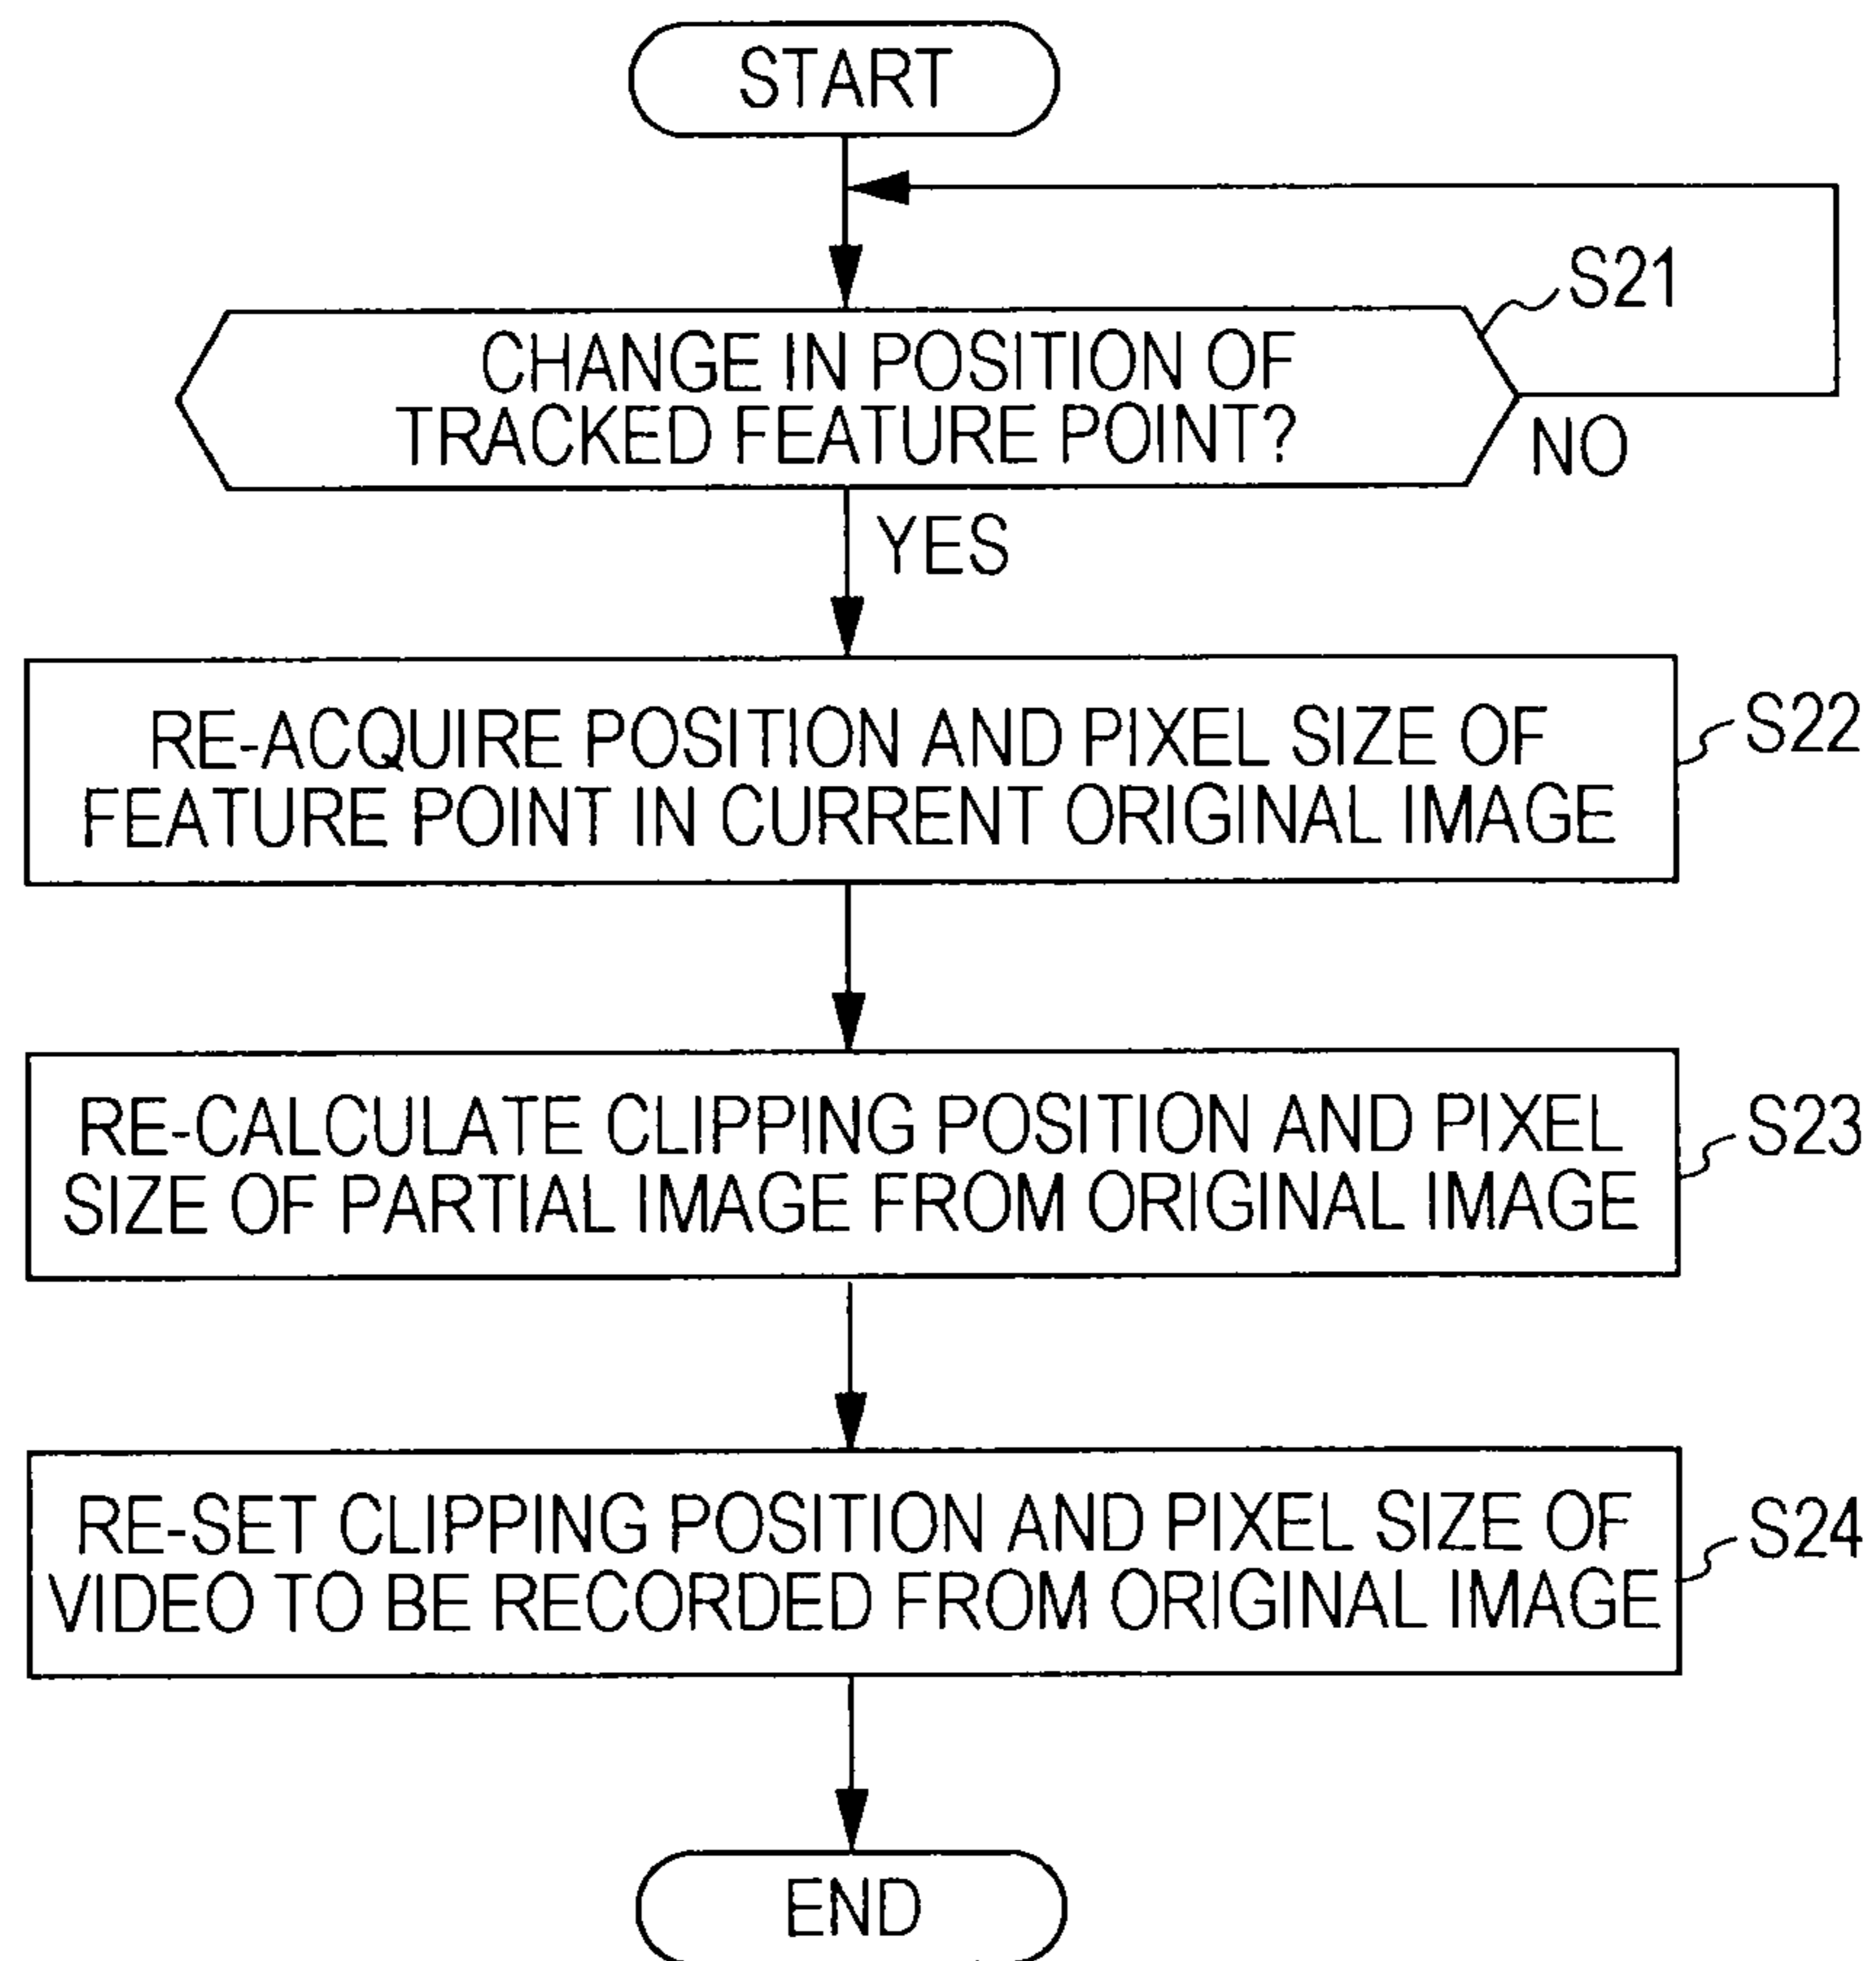 START
S21
CHANGE IN POSITION OF
TRACKED FEATURE POINT?
NO
YES
RE-ACQUIRE POSITION AND PIXEL SIZE OF
FEATURE POINT IN CURRENT ORIGINAL IMAGE
S22
RE-CALCULATE CLIPPING POSITION AND PIXEL
SIZE OF PARTIAL IMAGE FROM ORIGINAL IMAGE
S23
RE-SET CLIPPING POSITION AND PIXEL SIZE OF
VIDEO TO BE RECORDED FROM ORIGINAL IMAGE
S24
END